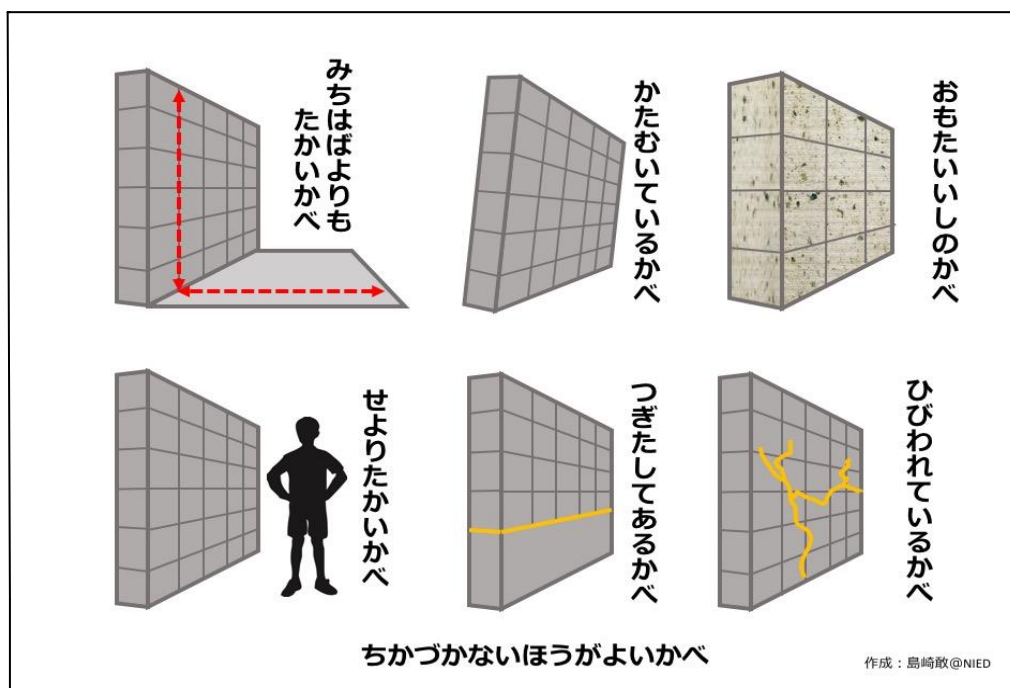 みちはばよりも
たかいかべ
かたむいているかべ
おもたいいしのかべ
せよりたかいかべ
つぎたしてあるかべ
ひびわれているかべ
ちかづかないほうがよいかべ
作成：島崎敢@NIED